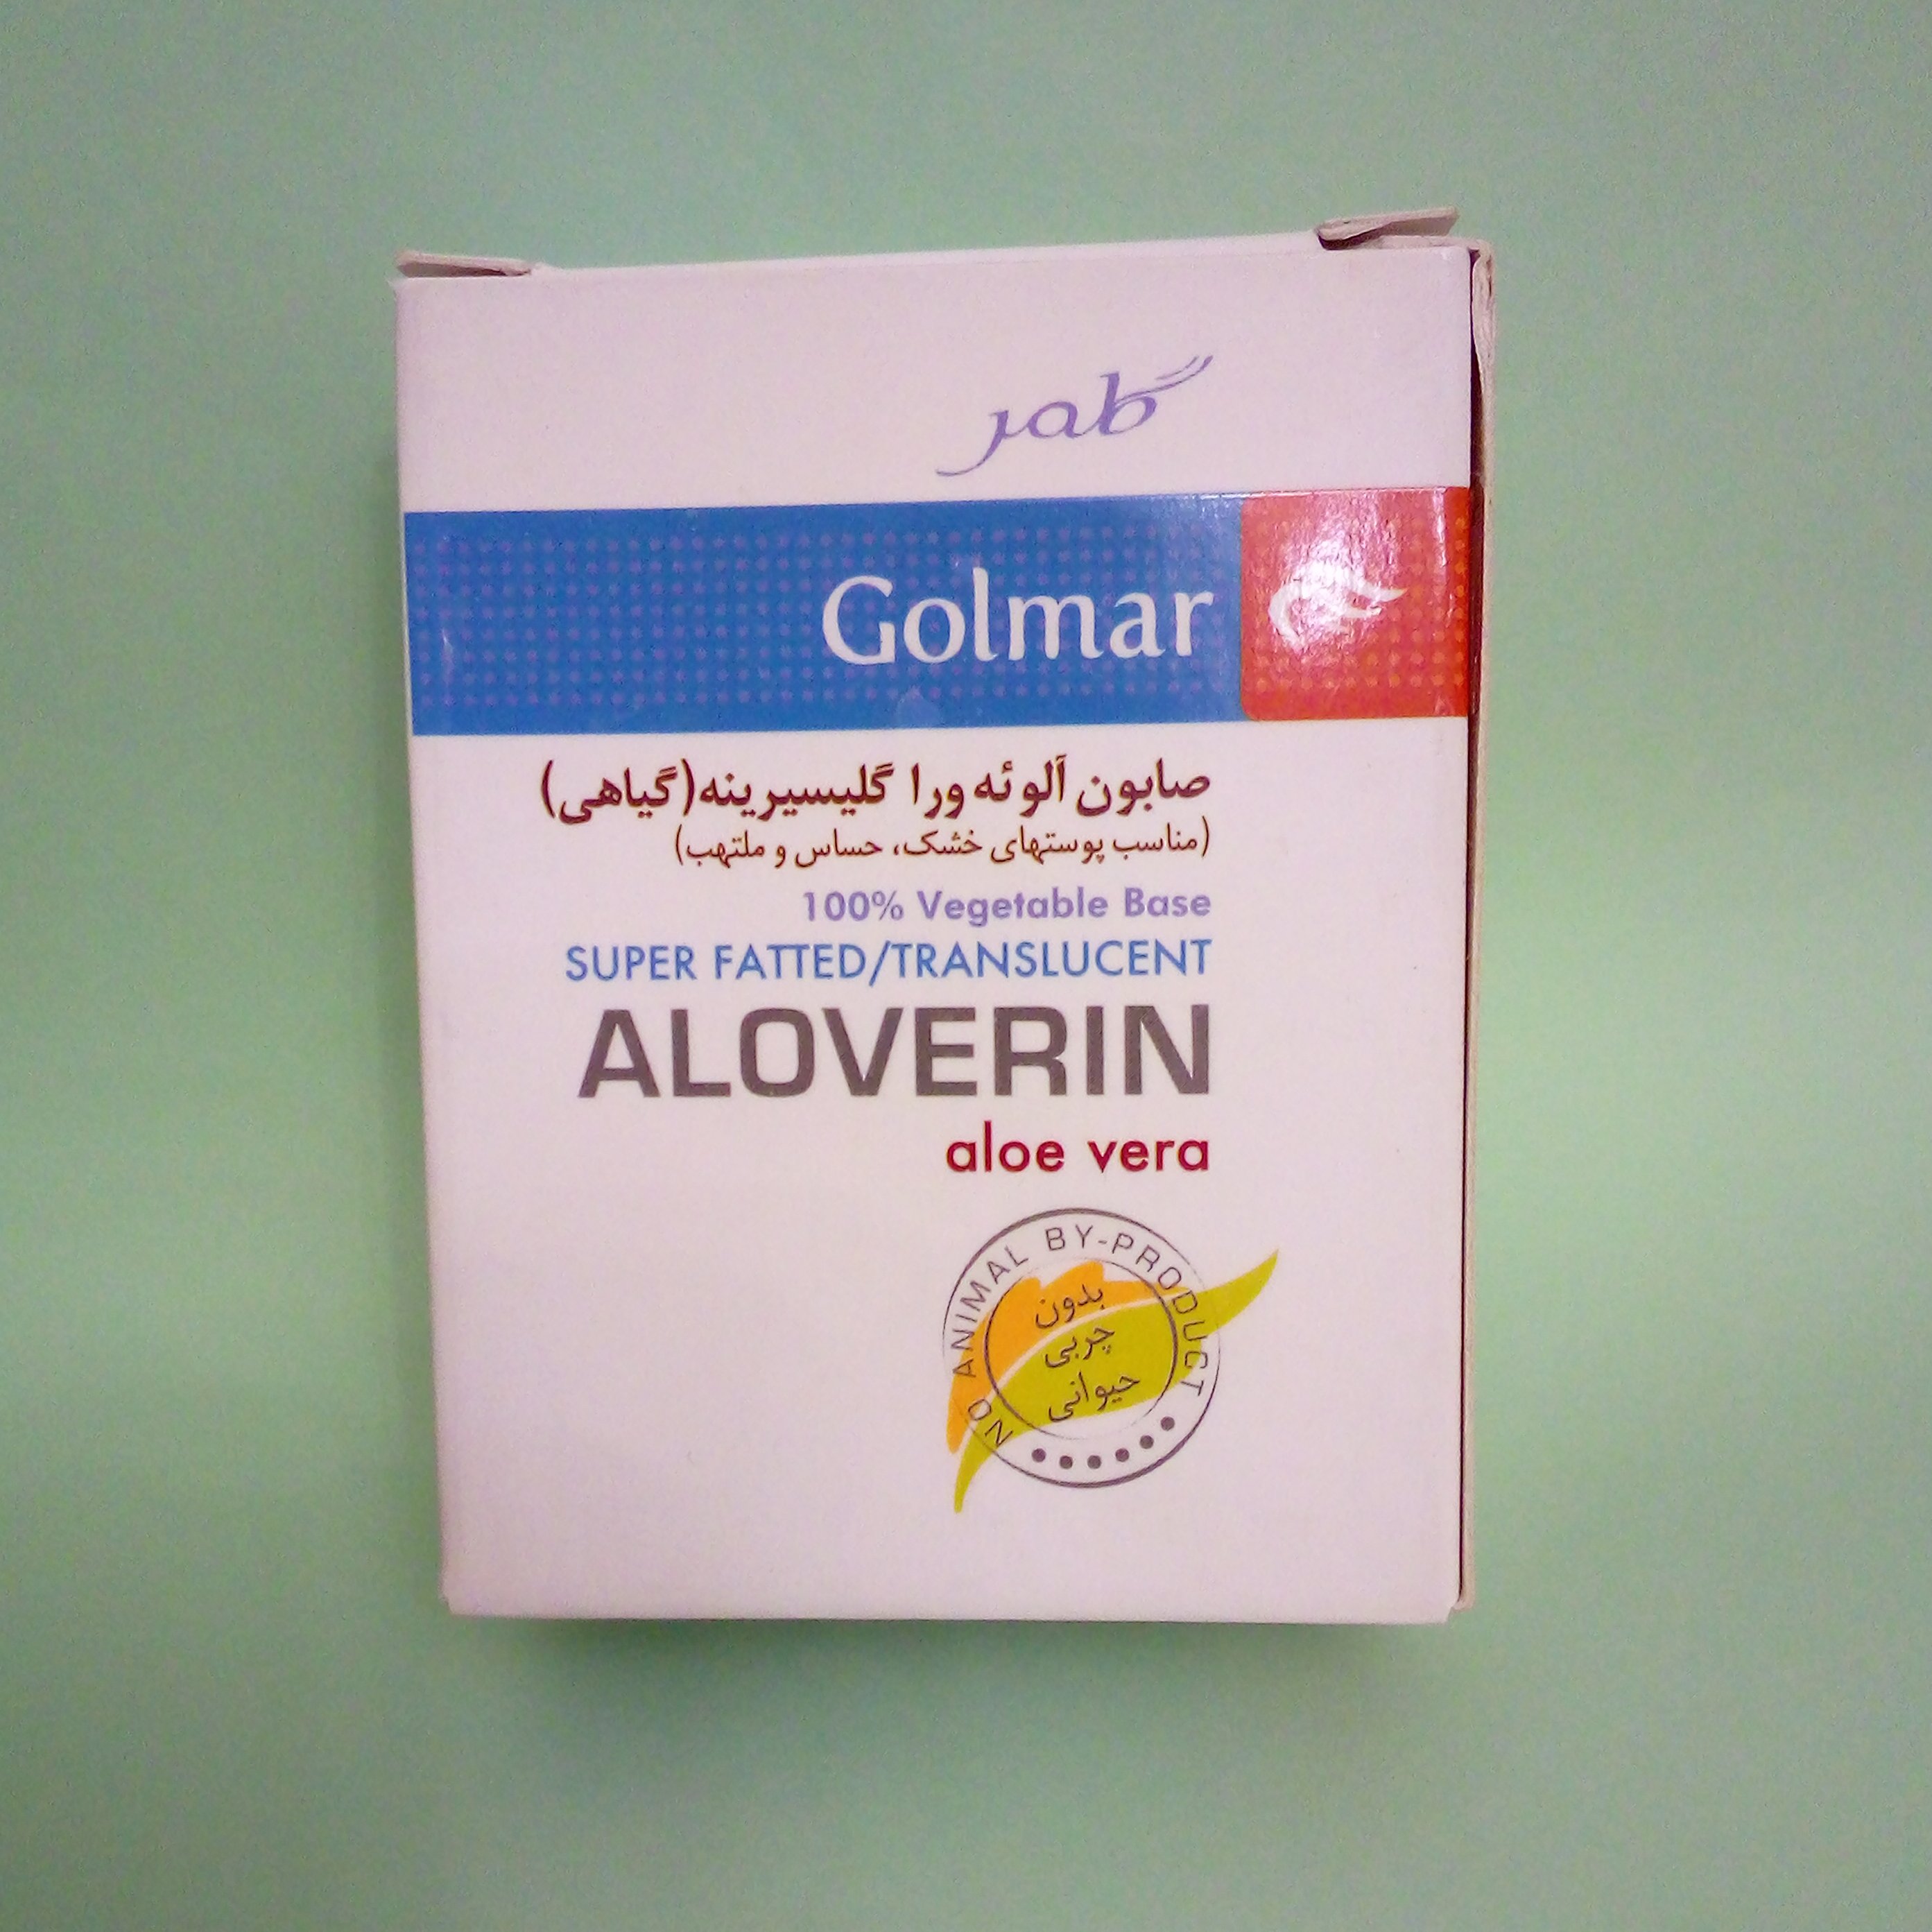 گلمر
Golmar
صابون آلوئه ورا گلیسیرینه(گیاهی)
(مناسب پوستهای خشک، حساس و ملتهب)
100% Vegetable Base
SUPER FATTED/TRANSLUCENT
ALOVERIN
aloe vera
NO ANIMAL BY-PRODUCT
بدون
چربی
حیوانی